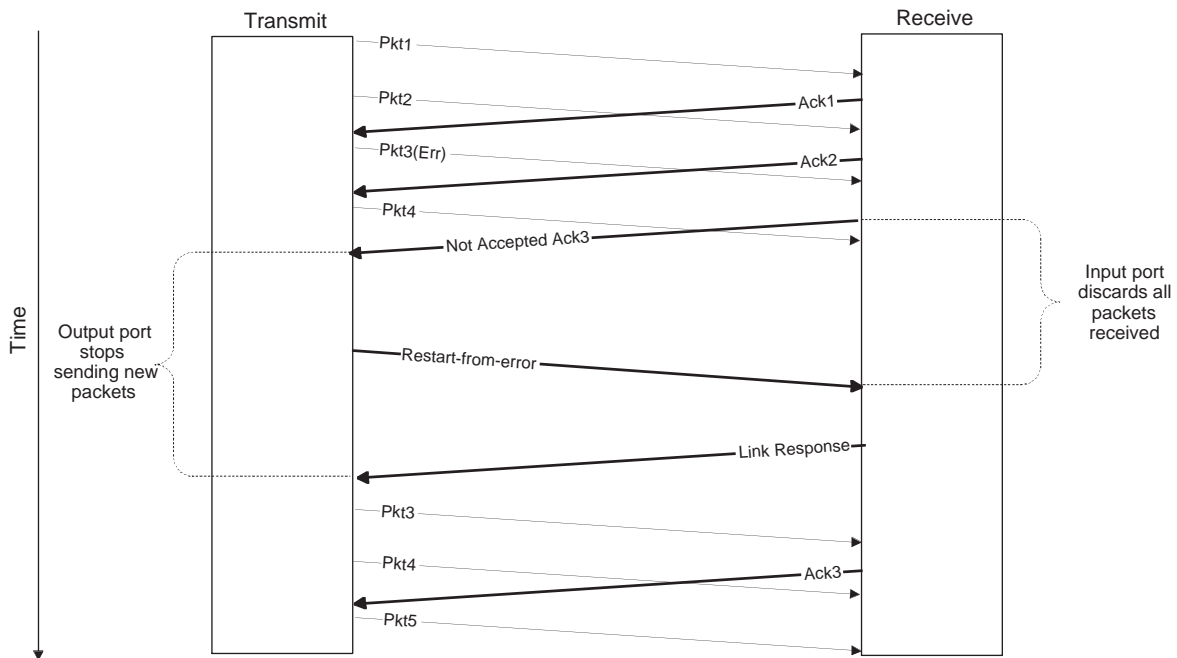 Transmit
Receive
Pkt1
Pkt2
Ack1
Pkt3(Err)
Ack2
Pkt4
Not Accepted Ack3
Input port
discards all
packets
received
Time
Output port
stops
sending new
packets
Restart-from-error
Link Response
Pkt3
Pkt4
Ack3
Pkt5